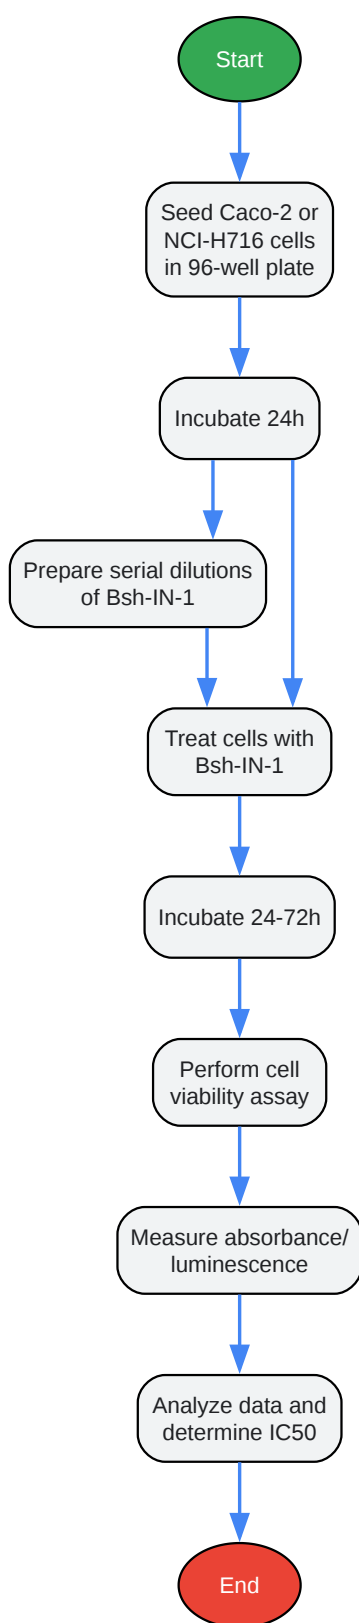 Start
Seed Caco-2 or
NCI-H716 cells
in 96-well plate
Incubate 24h
Prepare serial dilutions
of Bsh-IN-1
Treat cells with
Bsh-IN-1
Incubate 24-72h
Perform cell
viability assay
Measure absorbance/
luminescence
Analyze data and
determine IC50
End